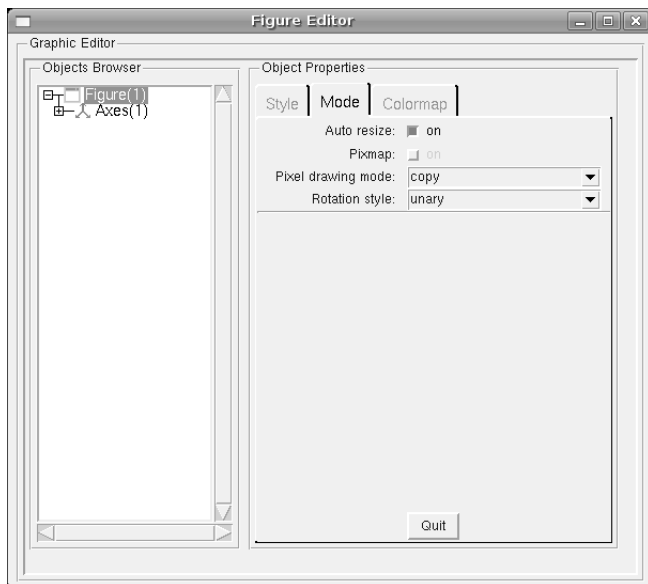 Figure Editor
Graphic Editor
Objects Browser
Figure(1)
Axes(1)
Object Properties
Style Mode Colormap
Auto resize: on
Pixmap: on
Pixel drawing mode: copy
Rotation style: unary
Quit